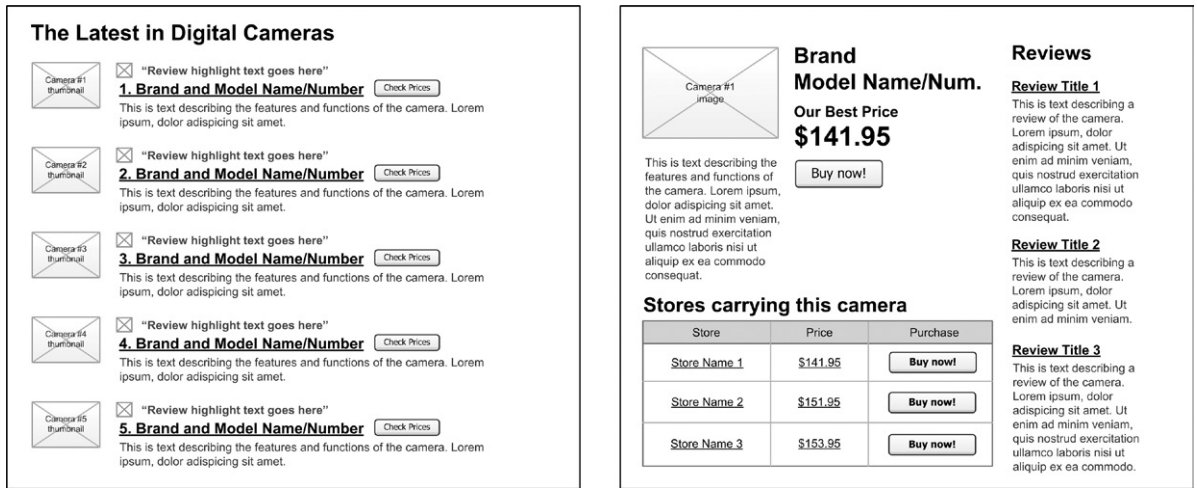 The Latest in Digital Cameras
Camera #1
thumbnail
“Review highlight text goes here”
1. Brand and Model Name/Number
Check Prices
This is text describing the features and functions of the camera. Lorem
ipsum, dolor adispicing sit amet.
Camera #2
thumbnail
“Review highlight text goes here”
2. Brand and Model Name/Number
Check Prices
This is text describing the features and functions of the camera. Lorem
ipsum, dolor adispicing sit amet.
Camera #3
thumbnail
“Review highlight text goes here”
3. Brand and Model Name/Number
Check Prices
This is text describing the features and functions of the camera. Lorem
ipsum, dolor adispicing sit amet.
Camera #4
thumbnail
“Review highlight text goes here”
4. Brand and Model Name/Number
Check Prices
This is text describing the features and functions of the camera. Lorem
ipsum, dolor adispicing sit amet.
Camera #5
thumbnail
“Review highlight text goes here”
5. Brand and Model Name/Number
Check Prices
This is text describing the features and functions of the camera. Lorem
ipsum, dolor adispicing sit amet.
Camera #1
image
Brand
Model Name/Num.
Our Best Price
$141.95
Buy now!
This is text describing the
features and functions of
the camera. Lorem ipsum,
dolor adispicing sit amet.
Ut enim ad minim veniam,
quis nostrud exercitation
ullamco laboris nisi ut
aliquip ex ea commodo
consequat.
Stores carrying this camera
Store Price Purchase
Store Name 1 $141.95 Buy now!
Store Name 2 $151.95 Buy now!
Store Name 3 $153.95 Buy now!
Reviews
Review Title 1
This is text describing a
review of the camera.
Lorem ipsum, dolor
adispicing sit amet. Ut
enim ad minim veniam,
quis nostrud exercitation
ullamco laboris nisi ut
aliquip ex ea commodo
consequat.
Review Title 2
This is text describing a
review of the camera.
Lorem ipsum, dolor
adispicing sit amet. Ut
enim ad minim veniam.
Review Title 3
This is text describing a
review of the camera.
Lorem ipsum, dolor
adispicing sit amet. Ut
enim ad minim veniam,
quis nostrud exercitation
ullamco laboris nisi ut
aliquip ex ea commodo.